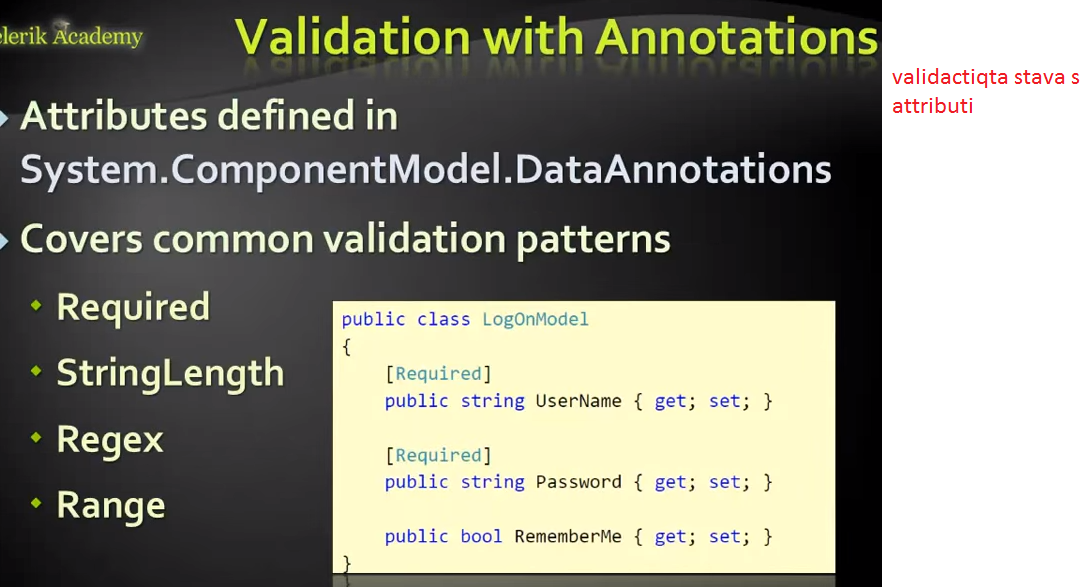 elerik Academy
Validation with Annotations
validactiqta stava s
attributi
Attributes defined in
System.ComponentModel.DataAnnotations
Covers common validation patterns
Required
StringLength
Regex
Range
public class LogOnModel
{
[Required]
public string UserName { get; set; }
[Required]
public string Password { get; set; }
public bool RememberMe { get; set; }
}